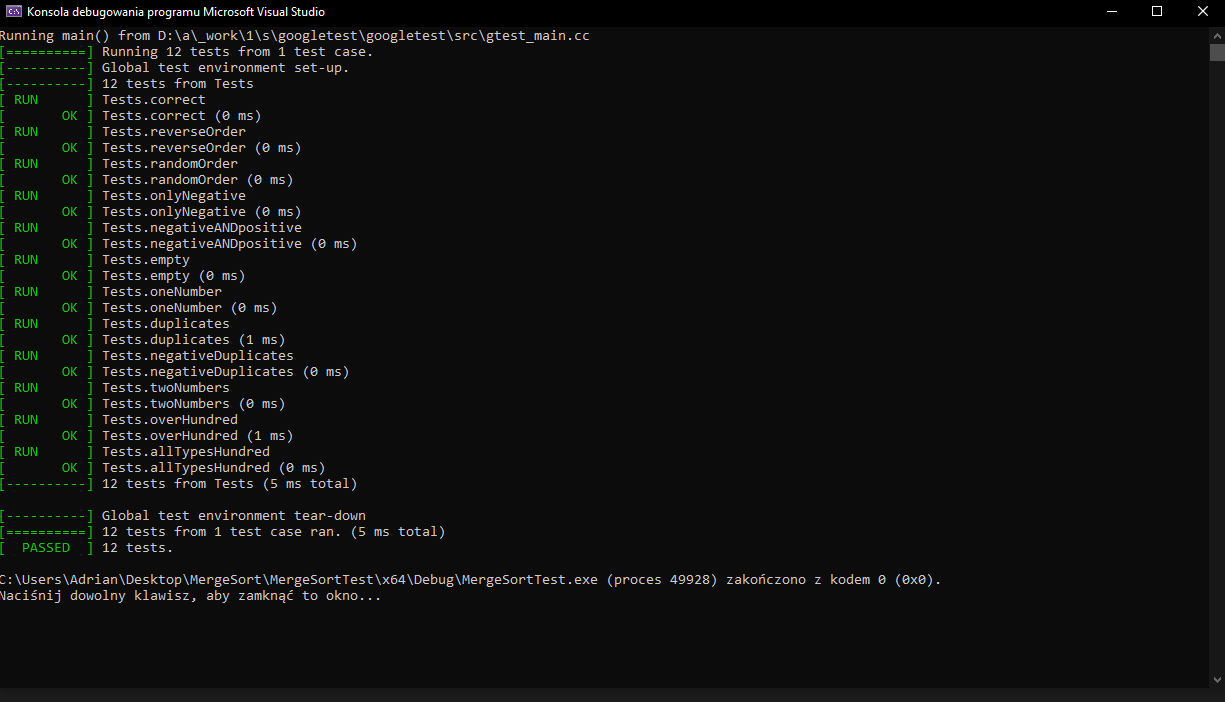 Konsola debugowania programu Microsoft Visual Studio
Running main() from D:\a\_work\1\s\googletest\googletest\src\gtest_main.cc
[==========] Running 12 tests from 1 test case.
[----------] Global test environment set-up.
[----------] 12 tests from Tests
[ RUN      ] Tests.correct
[       OK ] Tests.correct (0 ms)
[ RUN      ] Tests.reverseOrder
[       OK ] Tests.reverseOrder (0 ms)
[ RUN      ] Tests.randomOrder
[       OK ] Tests.randomOrder (0 ms)
[ RUN      ] Tests.onlyNegative
[       OK ] Tests.onlyNegative (0 ms)
[ RUN      ] Tests.negativeANDpositive
[       OK ] Tests.negativeANDpositive (0 ms)
[ RUN      ] Tests.empty
[       OK ] Tests.empty (0 ms)
[ RUN      ] Tests.oneNumber
[       OK ] Tests.oneNumber (0 ms)
[ RUN      ] Tests.duplicates
[       OK ] Tests.duplicates (1 ms)
[ RUN      ] Tests.negativeDuplicates
[       OK ] Tests.negativeDuplicates (0 ms)
[ RUN      ] Tests.twoNumbers
[       OK ] Tests.twoNumbers (0 ms)
[ RUN      ] Tests.overHundred
[       OK ] Tests.overHundred (1 ms)
[ RUN      ] Tests.allTypesHundred
[       OK ] Tests.allTypesHundred (0 ms)
[----------] 12 tests from Tests (5 ms total)
[----------] Global test environment tear-down
[==========] 12 tests from 1 test case ran. (5 ms total)
[  PASSED  ] 12 tests.
C:\Users\Adrian\Desktop\MergeSort\MergeSortTest\x64\Debug\MergeSortTest.exe (proces 49928) zakończono z kodem 0 (0x0).
Naciśnij dowolny klawisz, aby zamknąć to okno...